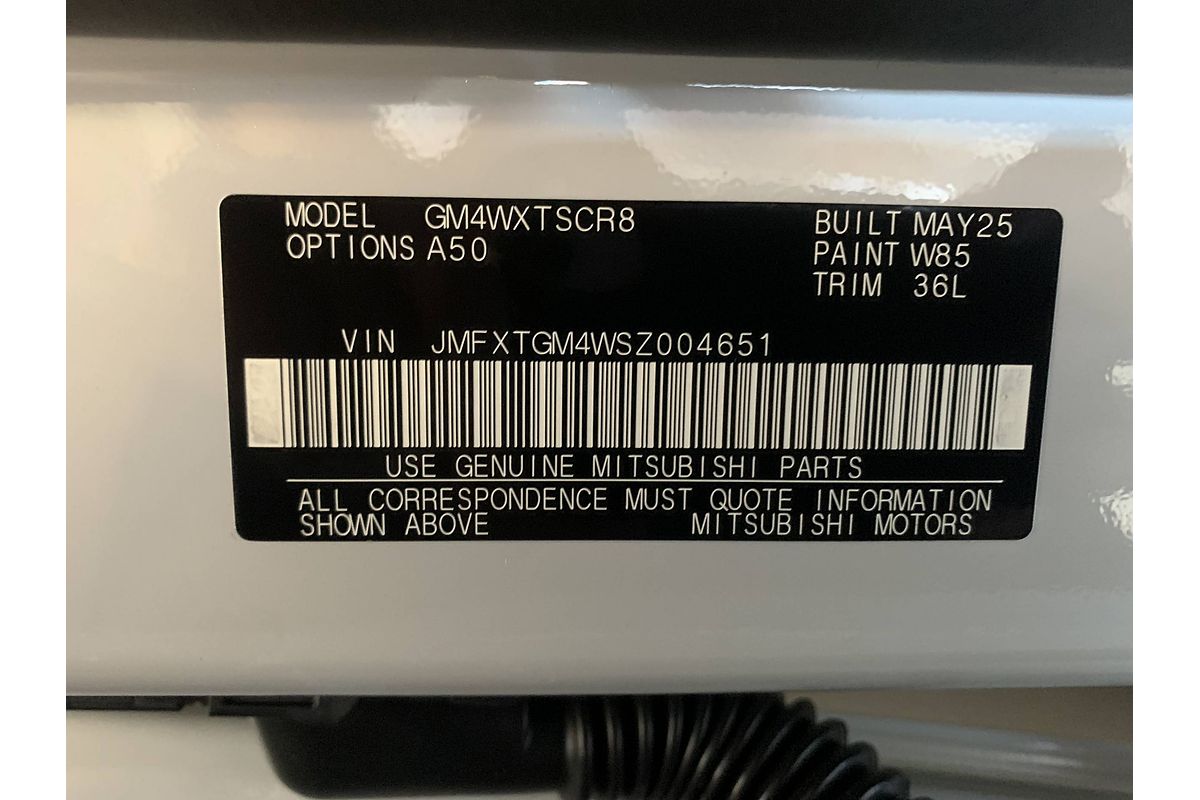 MODEL GM4WXTSCR8 BUILT MAY25
OPTIONS A50 PAINT W85
TRIM 36L
VIN JMFXTGM4WSZ004651
USE GENUINE MITSUBISHI PARTS
ALL CORRESPONDENCE MUST QUOTE INFORMATION
SHOWN ABOVE MITSUBISHI MOTORS